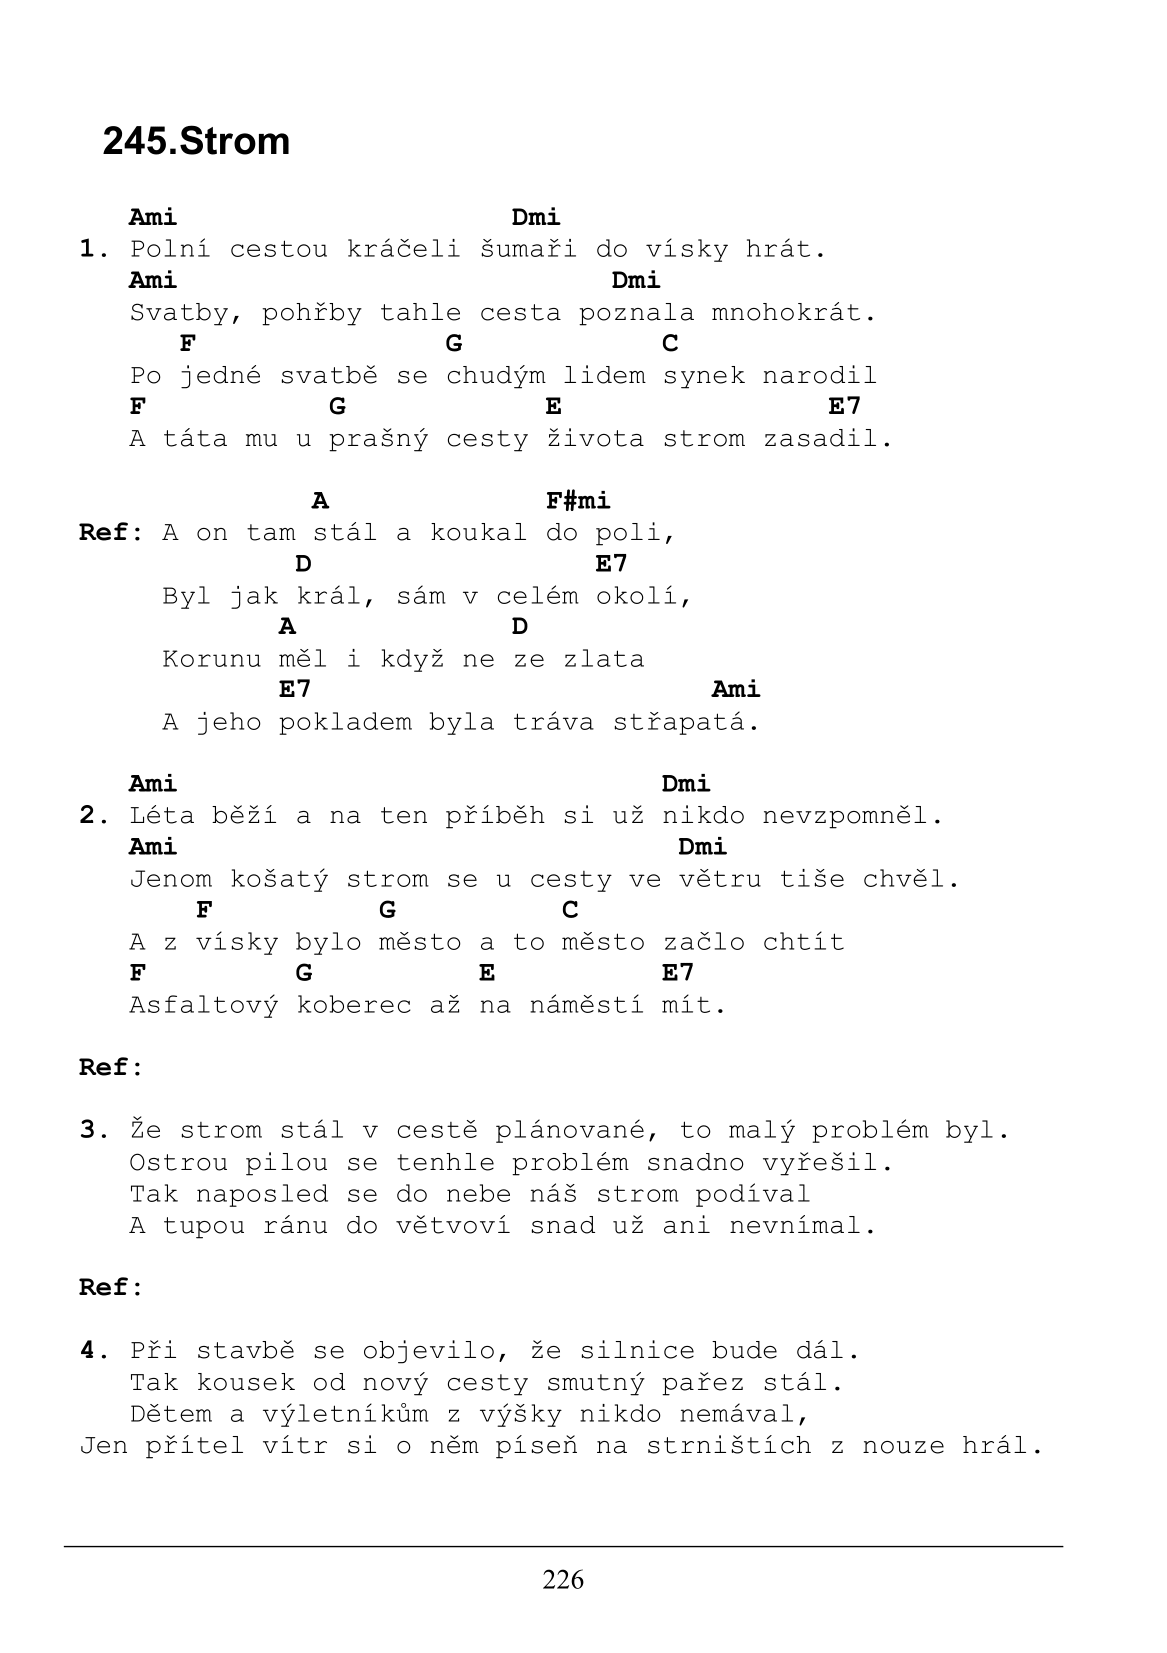 245.Strom
Ami Dmi
1. Polní cestou kráčeli šumaři do vísky hrát.
Ami Dmi
Svatby, pohřby tahle cesta poznala mnohokrát.
F G C
Po jedné svatbě se chudým lidem synek narodil
F G E E7
A táta mu u prašný cesty života strom zasadil.
A F#mi
Ref: A on tam stál a koukal do poli,
D E7
Byl jak král, sám v celém okolí,
A D
Korunu měl i když ne ze zlata
E7 Ami
A jeho pokladem byla tráva střapatá.
Ami Dmi
2. Léta běží a na ten příběh si už nikdo nevzpomněl.
Ami Dmi
Jenom košatý strom se u cesty ve větru tiše chvěl.
F G C
A z vísky bylo město a to město začlo chtít
F G E E7
Asfaltový koberec až na náměstí mít.
Ref:
3. Že strom stál v cestě plánované, to malý problém byl.
Ostrou pilou se tenhle problém snadno vyřešil.
Tak naposled se do nebe náš strom podíval
A tupou ránu do větvoví snad už ani nevnímal.
Ref:
4. Při stavbě se objevilo, že silnice bude dál.
Tak kousek od nový cesty smutný pařez stál.
Dětem a výletníkům z výšky nikdo nemával,
Jen přítel vítr si o něm píseň na strništích z nouze hrál.
226